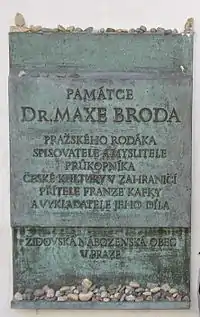 PAMÁTCE
DR. MAXE BRODA
PRAŽSKÉHO RODÁKA
SPISOVATELE A MYSLITELE
PRŮKOPNÍKA
ČESKÉ KULTURY V ZAHRANIČÍ
PŘÍTELE FRANZE KAFKY
A VYKLADATELE JEHO DÍLA
ŽIDOVSKÁ NÁBOŽENSKÁ OBEC
V PRAZE